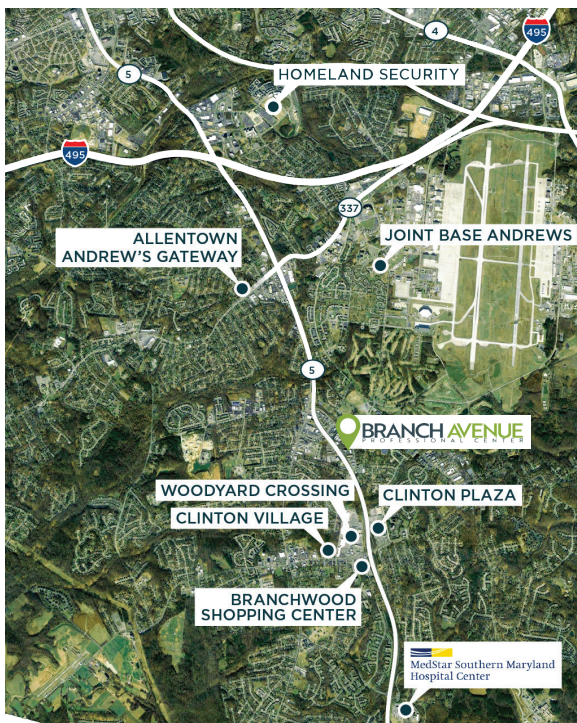 4
495
5
HOMELAND SECURITY
495
337
ALLENTOWN
ANDREW'S GATEWAY
JOINT BASE ANDREWS
5
BRANCH AVENUE
PROFESSIONAL CENTER
WOODYARD CROSSING
CLINTON PLAZA
CLINTON VILLAGE
BRANCHWOOD
SHOPPING CENTER
MedStar Southern Maryland
Hospital Center